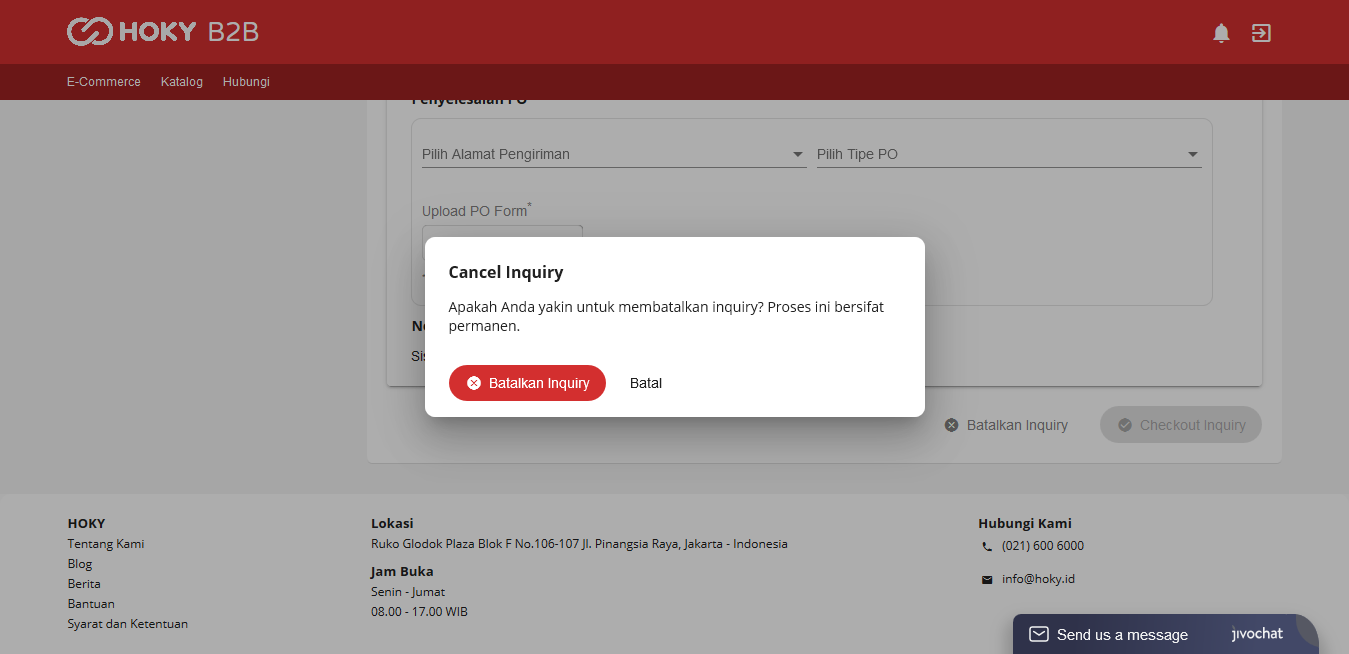 HOKY B2B
E-Commerce Katalog Hubungi
Penyelesaian PO
Pilih Alamat Pengiriman Pilih Tipe PO
Upload PO Form*
Cancel Inquiry
Apakah Anda yakin untuk membatalkan inquiry? Proses ini bersifat
permanen.
Batalkan Inquiry Batal
Batalkan Inquiry Checkout Inquiry
HOKY
Tentang Kami
Blog
Berita
Bantuan
Syarat dan Ketentuan
Lokasi
Ruko Glodok Plaza Blok F No.106-107 Jl. Pinangsia Raya, Jakarta - Indonesia
Jam Buka
Senin - Jumat
08.00 - 17.00 WIB
Hubungi Kami
(021) 600 6000
info@hoky.id
Send us a message jivochat